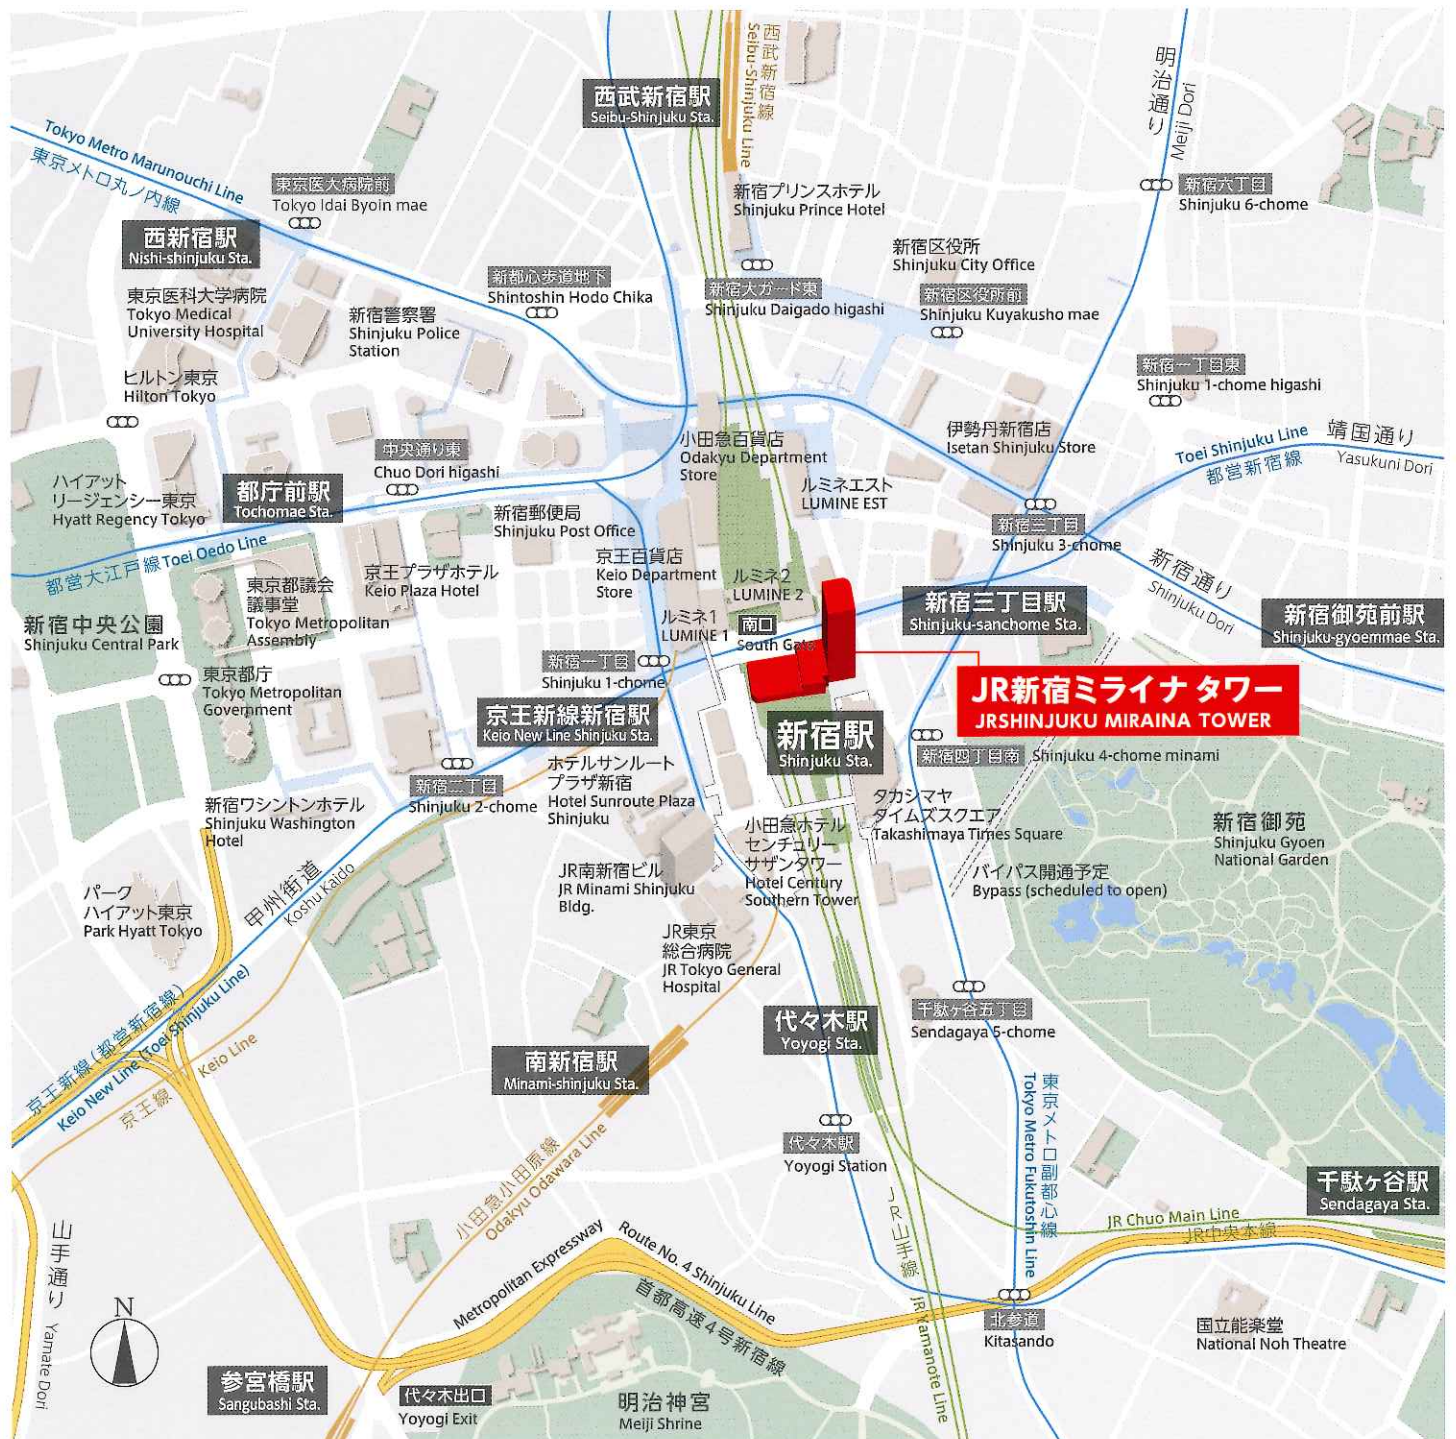 西武新宿線
Seibu-Shinjuku Line
明治通り
Meiji Dori
西武新宿駅
Seibu-Shinjuku Sta.
Tokyo Metro Marunouchi Line
東京メトロ丸ノ内線
東京医大病院前
Tokyo Idai Byoin mae
新宿プリンスホテル
Shinjuku Prince Hotel
新宿六丁目
Shinjuku 6-chome
西新宿駅
Nishi-shinjuku Sta.
新宿区役所
Shinjuku City Office
新都心歩道地下
Shintoshin Hodo Chika
新宿大ガード東
Shinjuku Daigado higashi
新宿区役所前
Shinjuku Kuyakusho mae
東京医科大学病院
Tokyo Medical
University Hospital
新宿警察署
Shinjuku Police
Station
新宿一丁目東
Shinjuku 1-chome higashi
ヒルトン東京
Hilton Tokyo
中央通り東
Chuo Dori higashi
小田急百貨店
Odakyu Department
Store
伊勢丹新宿店
Isetan Shinjuku Store
靖国通り
Yasukuni Dori
Toei Shinjuku Line
都営新宿線
ハイアット
リージェンシー東京
Hyatt Regency Tokyo
都庁前駅
Tochomae Sta.
ルミネエスト
LUMINE EST
新宿郵便局
Shinjuku Post Office
新宿三丁目
Shinjuku 3-chome
都営大江戸線 Toei Oedo Line
京王百貨店
Keio Department
Store
新宿通り
Shinjuku Dori
東京都議会
議事堂
Tokyo Metropolitan
Assembly
京王プラザホテル
Keio Plaza Hotel
ルミネ2
LUMINE 2
新宿三丁目駅
Shinjuku-sanchome Sta.
新宿御苑前駅
Shinjuku-gyoemmae Sta.
新宿中央公園
Shinjuku Central Park
ルミネ1
LUMINE 1
南口
South Gate
新宿一丁目
Shinjuku 1-chome
東京都庁
Tokyo Metropolitan
Government
JR新宿ミライナ タワー
JRSHINJUKU MIRAINA TOWER
京王新線新宿駅
Keio New Line Shinjuku Sta.
新宿駅
Shinjuku Sta.
新宿四丁目南
Shinjuku 4-chome minami
新宿二丁目
Shinjuku 2-chome
ホテルサンルート
プラザ新宿
Hotel Sunroute Plaza
Shinjuku
新宿ワシントンホテル
Shinjuku Washington
Hotel
タカシマヤ
タイムズスクエア
Takashimaya Times Square
新宿御苑
Shinjuku Gyoen
National Garden
小田急ホテル
センチュリー
サザンタワー
Hotel Century
Southern Tower
JR南新宿ビル
JR Minami Shinjuku
Bldg.
バイパス開通予定
Bypass (scheduled to open)
甲州街道
Koshu Kaido
パーク
ハイアット東京
Park Hyatt Tokyo
JR東京
総合病院
JR Tokyo General
Hospital
京王新線(都営新宿線)
Keio New Line (Toei Shinjuku Line)
京王線
Keio Line
代々木駅
Yoyogi Sta.
千駄ヶ谷五丁目
Sendagaya 5-chome
南新宿駅
Minami-shinjuku Sta.
東京メトロ副都心線
Tokyo Metro Fukutoshin Line
代々木駅
Yoyogi Station
小田急小田原線
Odakyu Odawara Line
千駄ヶ谷駅
Sendagaya Sta.
JR Chuo Main Line
JR中央本線
山手通り
Yamate Dori
JR山手線
JR Yamanote Line
Metropolitan Expressway Route No. 4 Shinjuku Line
首都高速4号新宿線
北参道
Kitasando
国立能楽堂
National Noh Theatre
N
参宮橋駅
Sangubashi Sta.
代々木出口
Yoyogi Exit
明治神宮
Meiji Shrine